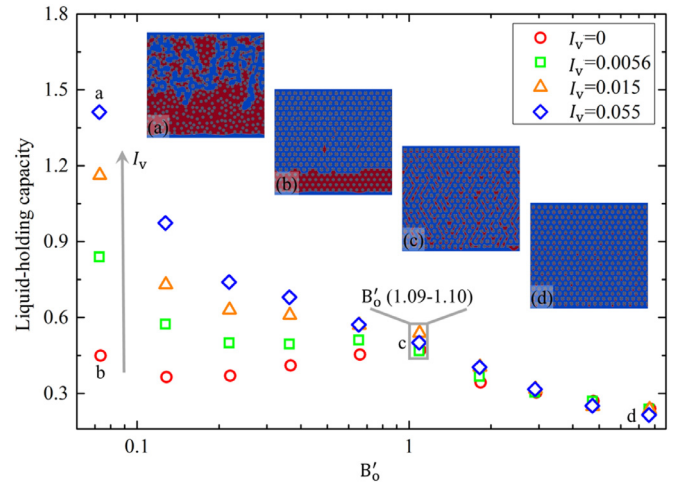 1.8
1.5
1.2
0.9
0.6
0.3
Liquid-holding capacity
0.1
1
B′ₒ
Iᵥ=0
Iᵥ=0.0056
Iᵥ=0.015
Iᵥ=0.055
a
Iᵥ
b
(a)
(b)
(c)
(d)
B′ₒ (1.09-1.10)
c
d